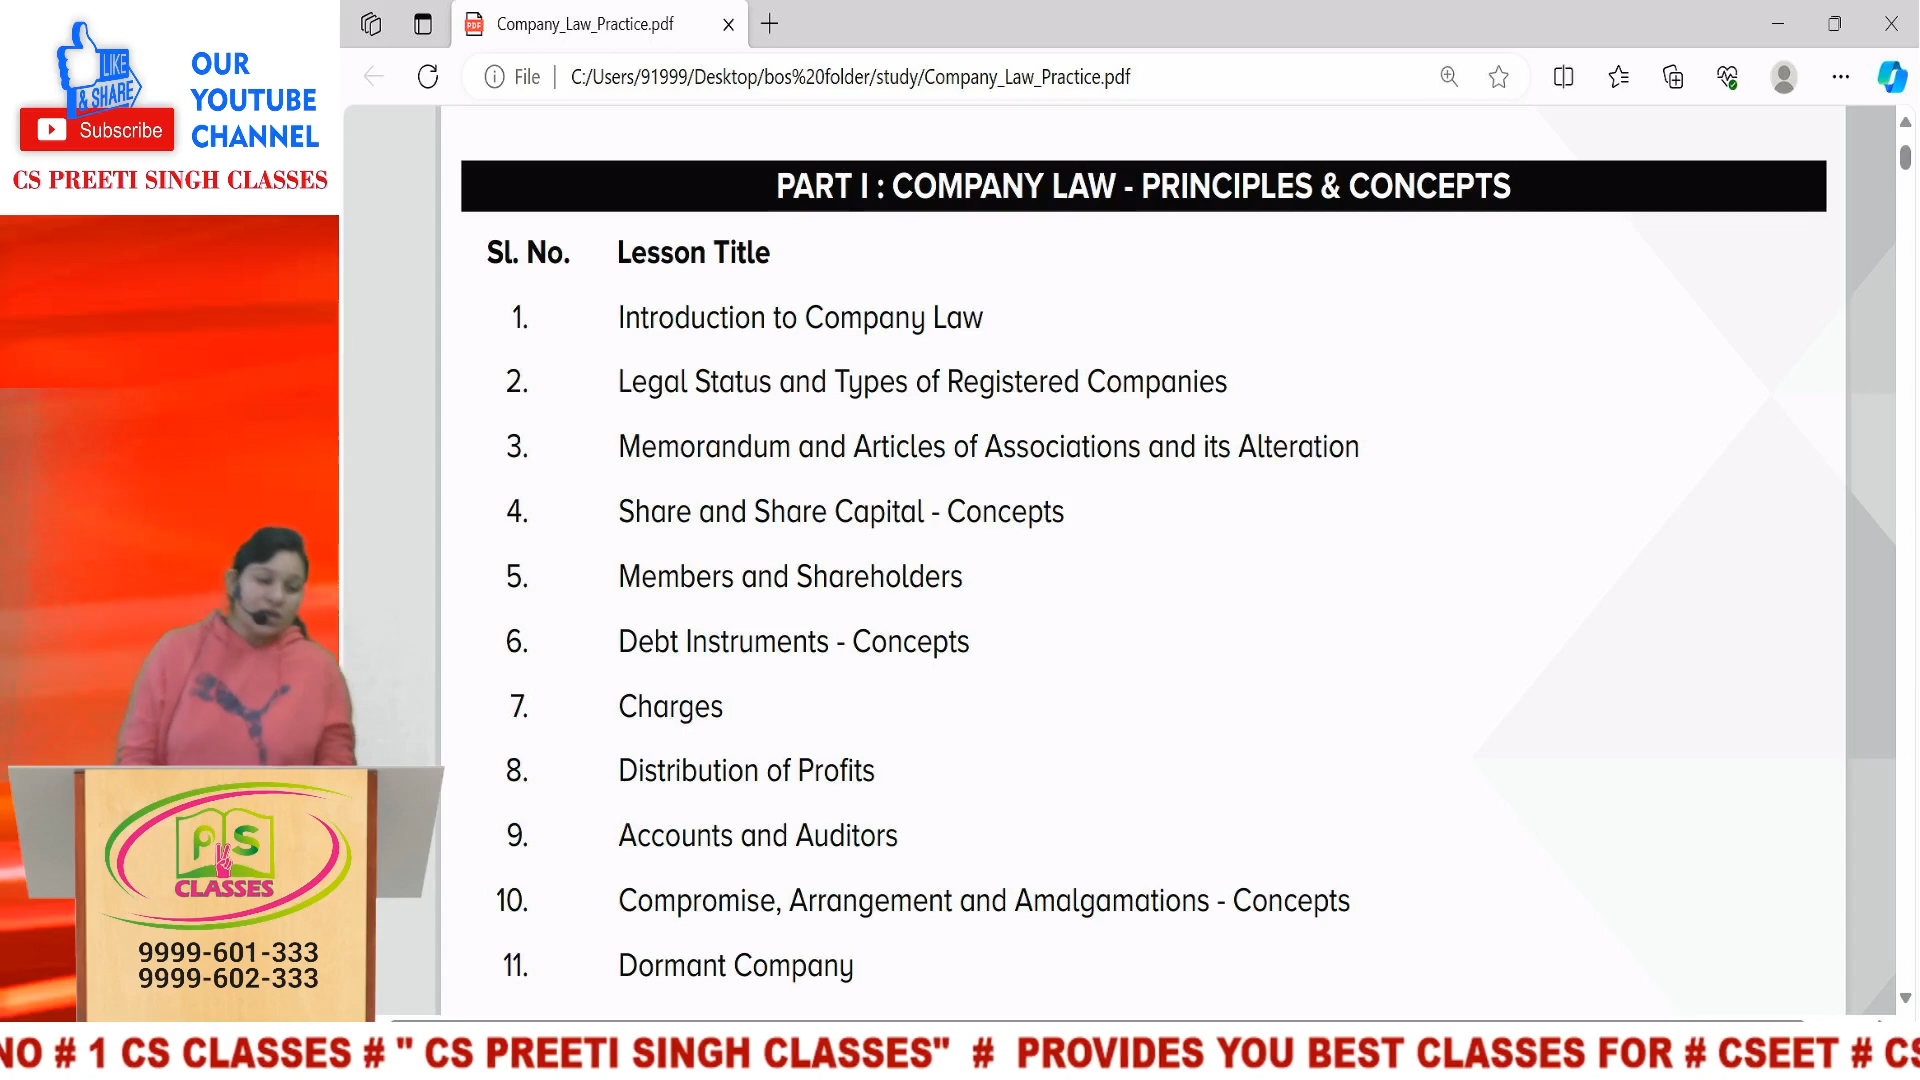 LIKE
& SHARE
Subscribe
OUR
YOUTUBE
CHANNEL
CS PREETI SINGH CLASSES
Company_Law_Practice.pdf
File
C:/Users/91999/Desktop/bos%20folder/study/Company_Law_Practice.pdf
PART I : COMPANY LAW - PRINCIPLES & CONCEPTS
Sl. No. Lesson Title
1. Introduction to Company Law
2. Legal Status and Types of Registered Companies
3. Memorandum and Articles of Associations and its Alteration
4. Share and Share Capital - Concepts
5. Members and Shareholders
6. Debt Instruments - Concepts
7. Charges
8. Distribution of Profits
9. Accounts and Auditors
10. Compromise, Arrangement and Amalgamations - Concepts
11. Dormant Company
PS
CLASSES
9999-601-333
9999-602-333
NO # 1 CS CLASSES # " CS PREETI SINGH CLASSES" # PROVIDES YOU BEST CLASSES FOR # CSEET # CS